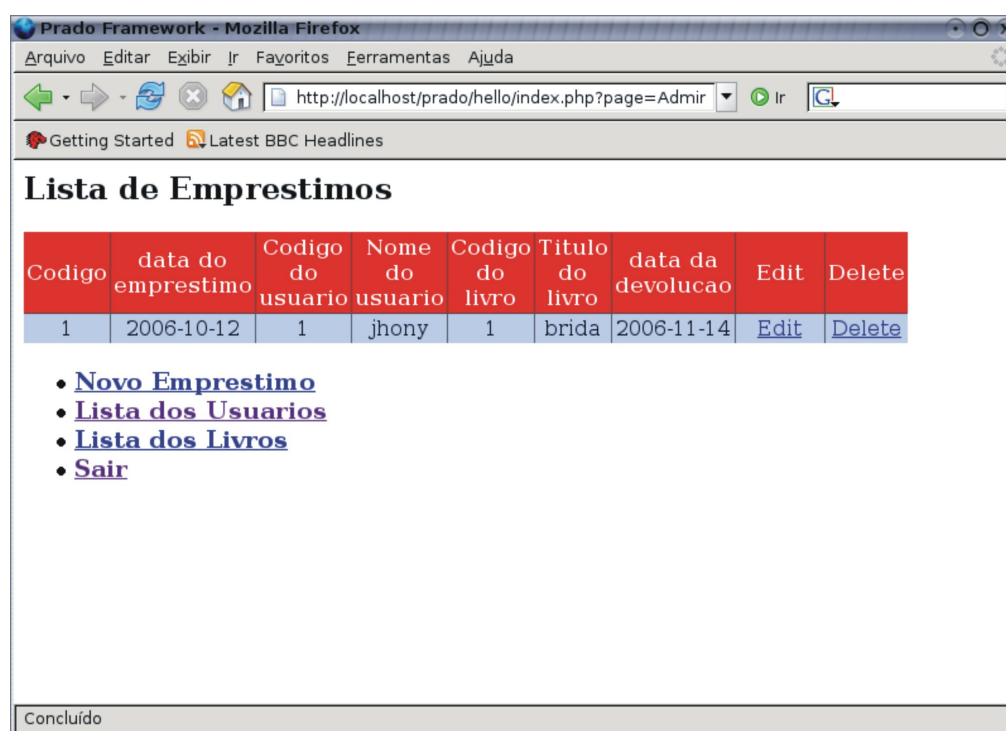 Prado Framework - Mozilla Firefox
Arquivo Editar Exibir Ir Favoritos Ferramentas Ajuda
http://localhost/prado/hello/index.php?page=Admir Ir G
Getting Started Latest BBC Headlines
Lista de Emprestimos
Codigo data do emprestimo Codigo do usuario Nome do usuario Codigo do livro Titulo do livro data da devolucao Edit Delete
1 2006-10-12 1 jhony 1 brida 2006-11-14 Edit Delete
Novo Emprestimo
Lista dos Usuarios
Lista dos Livros
Sair
Concluído